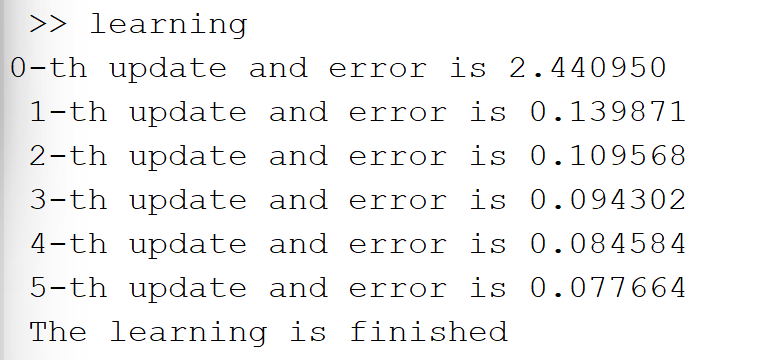 >> learning
0-th update and error is 2.440950
1-th update and error is 0.139871
2-th update and error is 0.109568
3-th update and error is 0.094302
4-th update and error is 0.084584
5-th update and error is 0.077664
The learning is finished